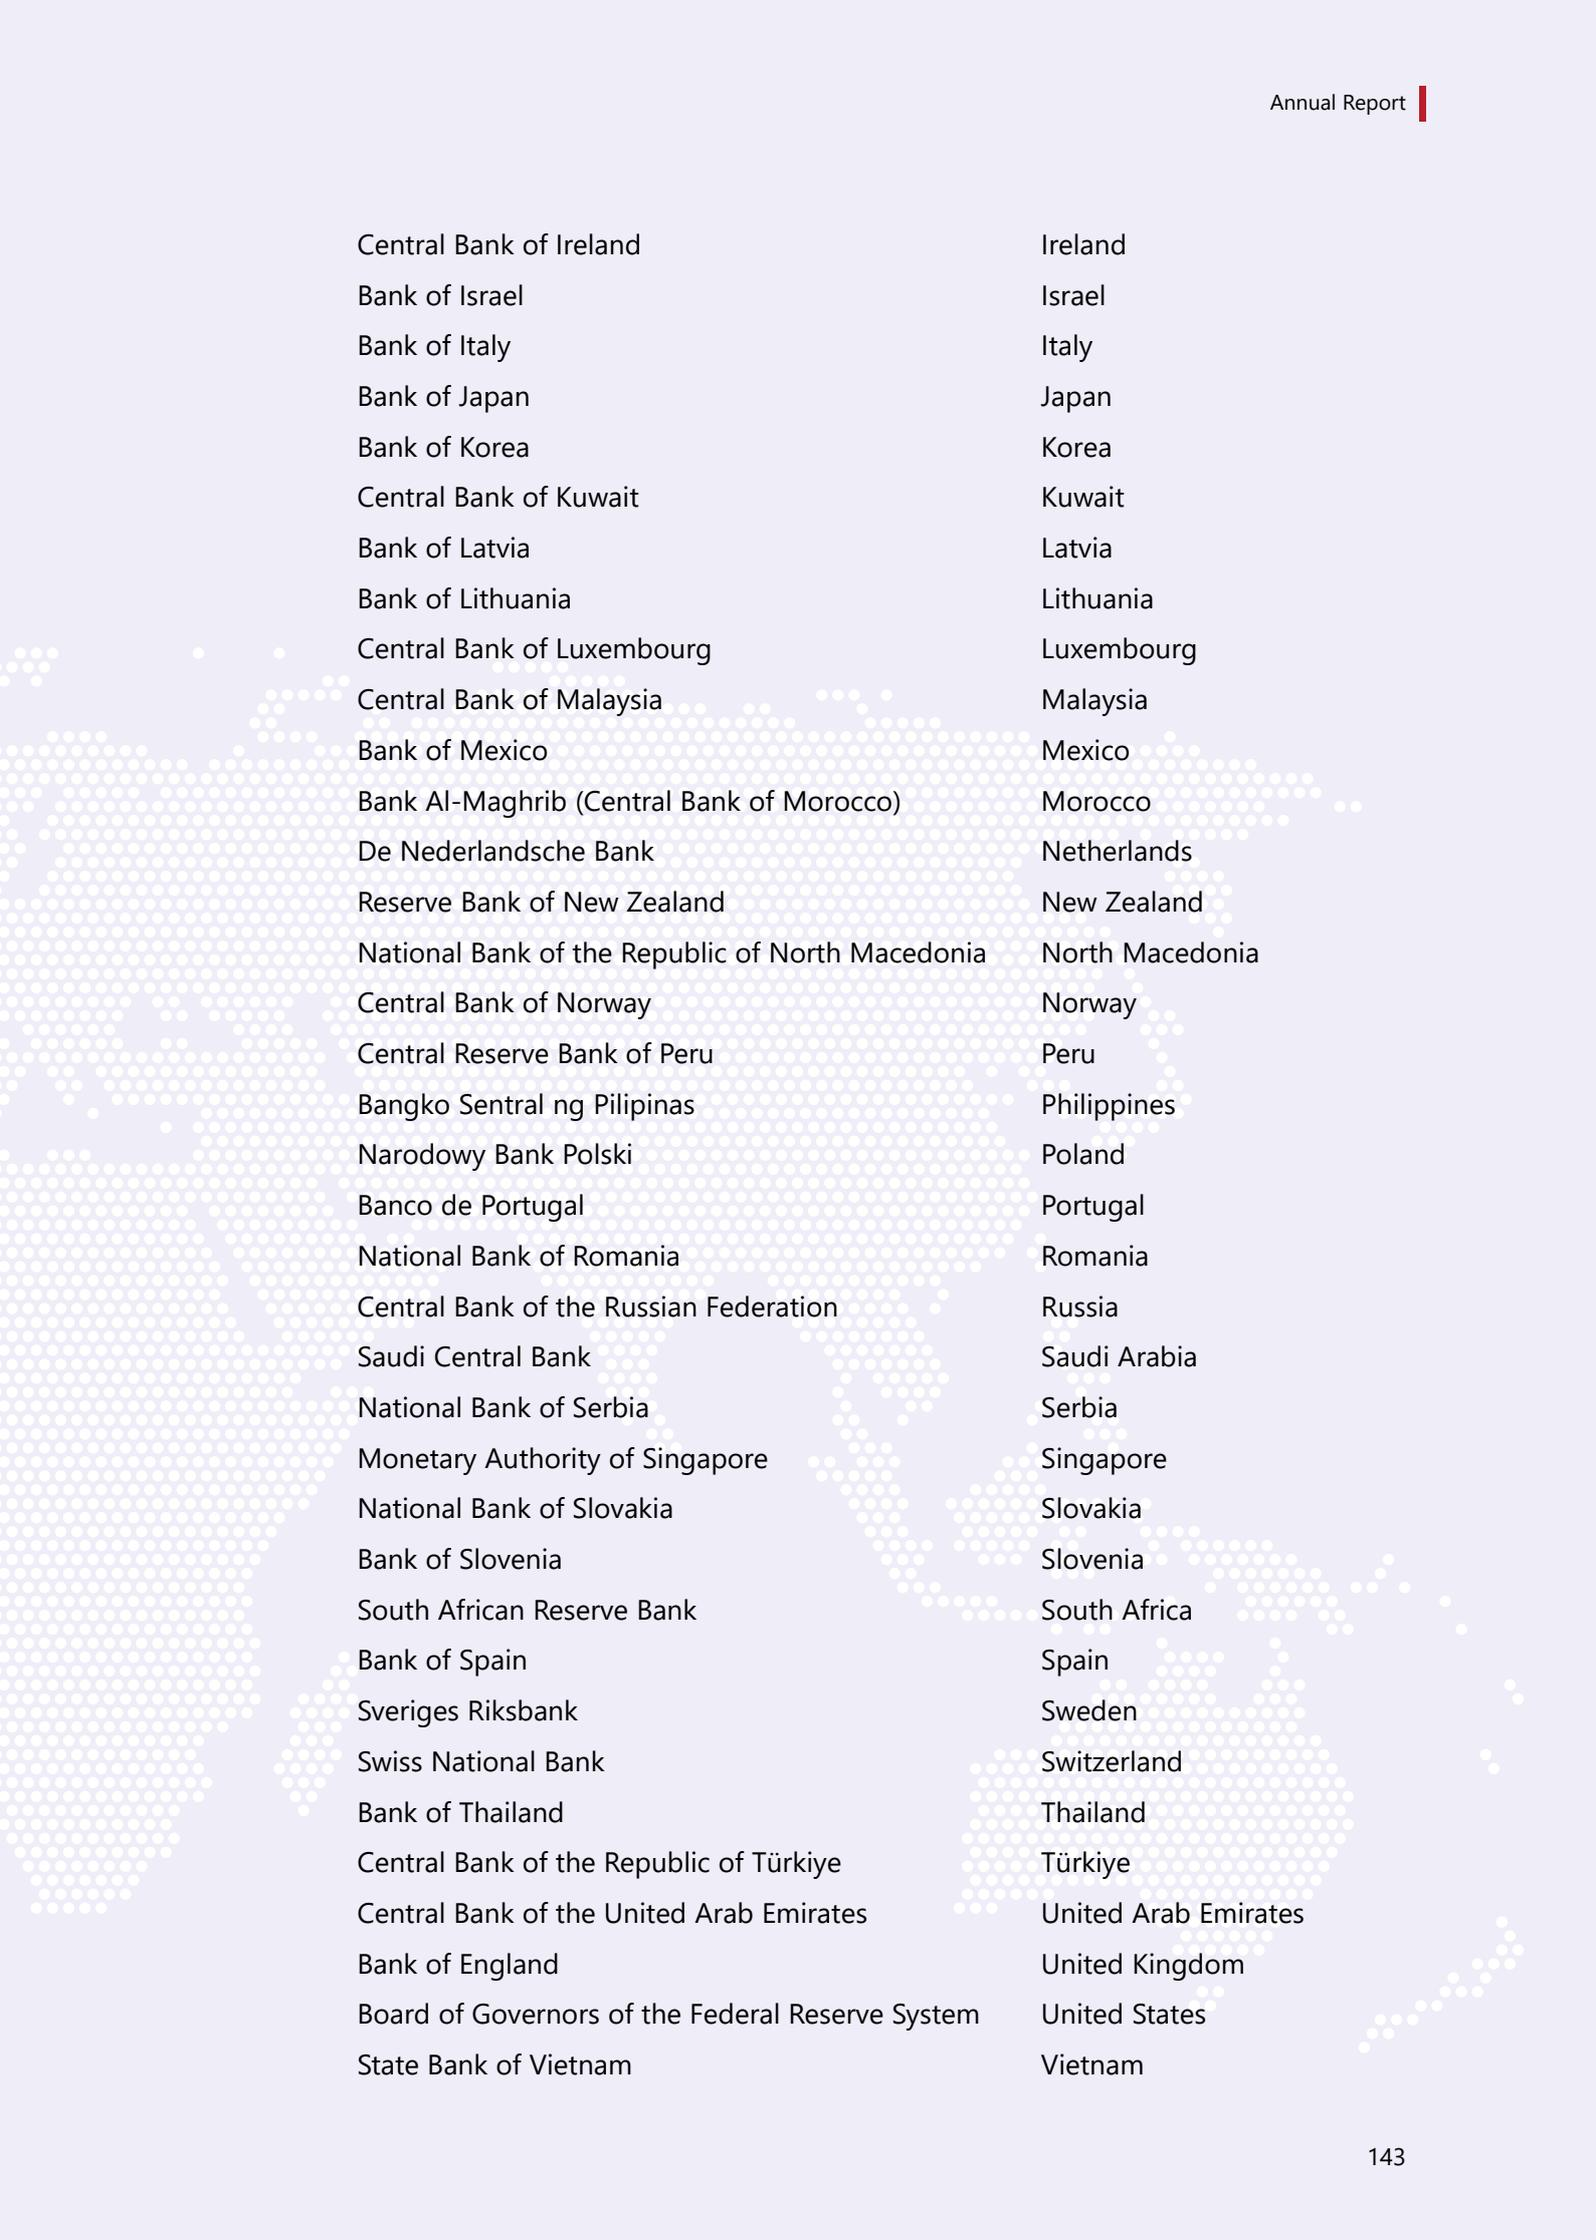 Annual Report
Central Bank of Ireland Ireland
Bank of Israel Israel
Bank of Italy Italy
Bank of Japan Japan
Bank of Korea Korea
Central Bank of Kuwait Kuwait
Bank of Latvia Latvia
Bank of Lithuania Lithuania
Central Bank of Luxembourg Luxembourg
Central Bank of Malaysia Malaysia
Bank of Mexico Mexico
Bank Al-Maghrib (Central Bank of Morocco) Morocco
De Nederlandsche Bank Netherlands
Reserve Bank of New Zealand New Zealand
National Bank of the Republic of North Macedonia North Macedonia
Central Bank of Norway Norway
Central Reserve Bank of Peru Peru
Bangko Sentral ng Pilipinas Philippines
Narodowy Bank Polski Poland
Banco de Portugal Portugal
National Bank of Romania Romania
Central Bank of the Russian Federation Russia
Saudi Central Bank Saudi Arabia
National Bank of Serbia Serbia
Monetary Authority of Singapore Singapore
National Bank of Slovakia Slovakia
Bank of Slovenia Slovenia
South African Reserve Bank South Africa
Bank of Spain Spain
Sveriges Riksbank Sweden
Swiss National Bank Switzerland
Bank of Thailand Thailand
Central Bank of the Republic of Türkiye Türkiye
Central Bank of the United Arab Emirates United Arab Emirates
Bank of England United Kingdom
Board of Governors of the Federal Reserve System United States
State Bank of Vietnam Vietnam
143